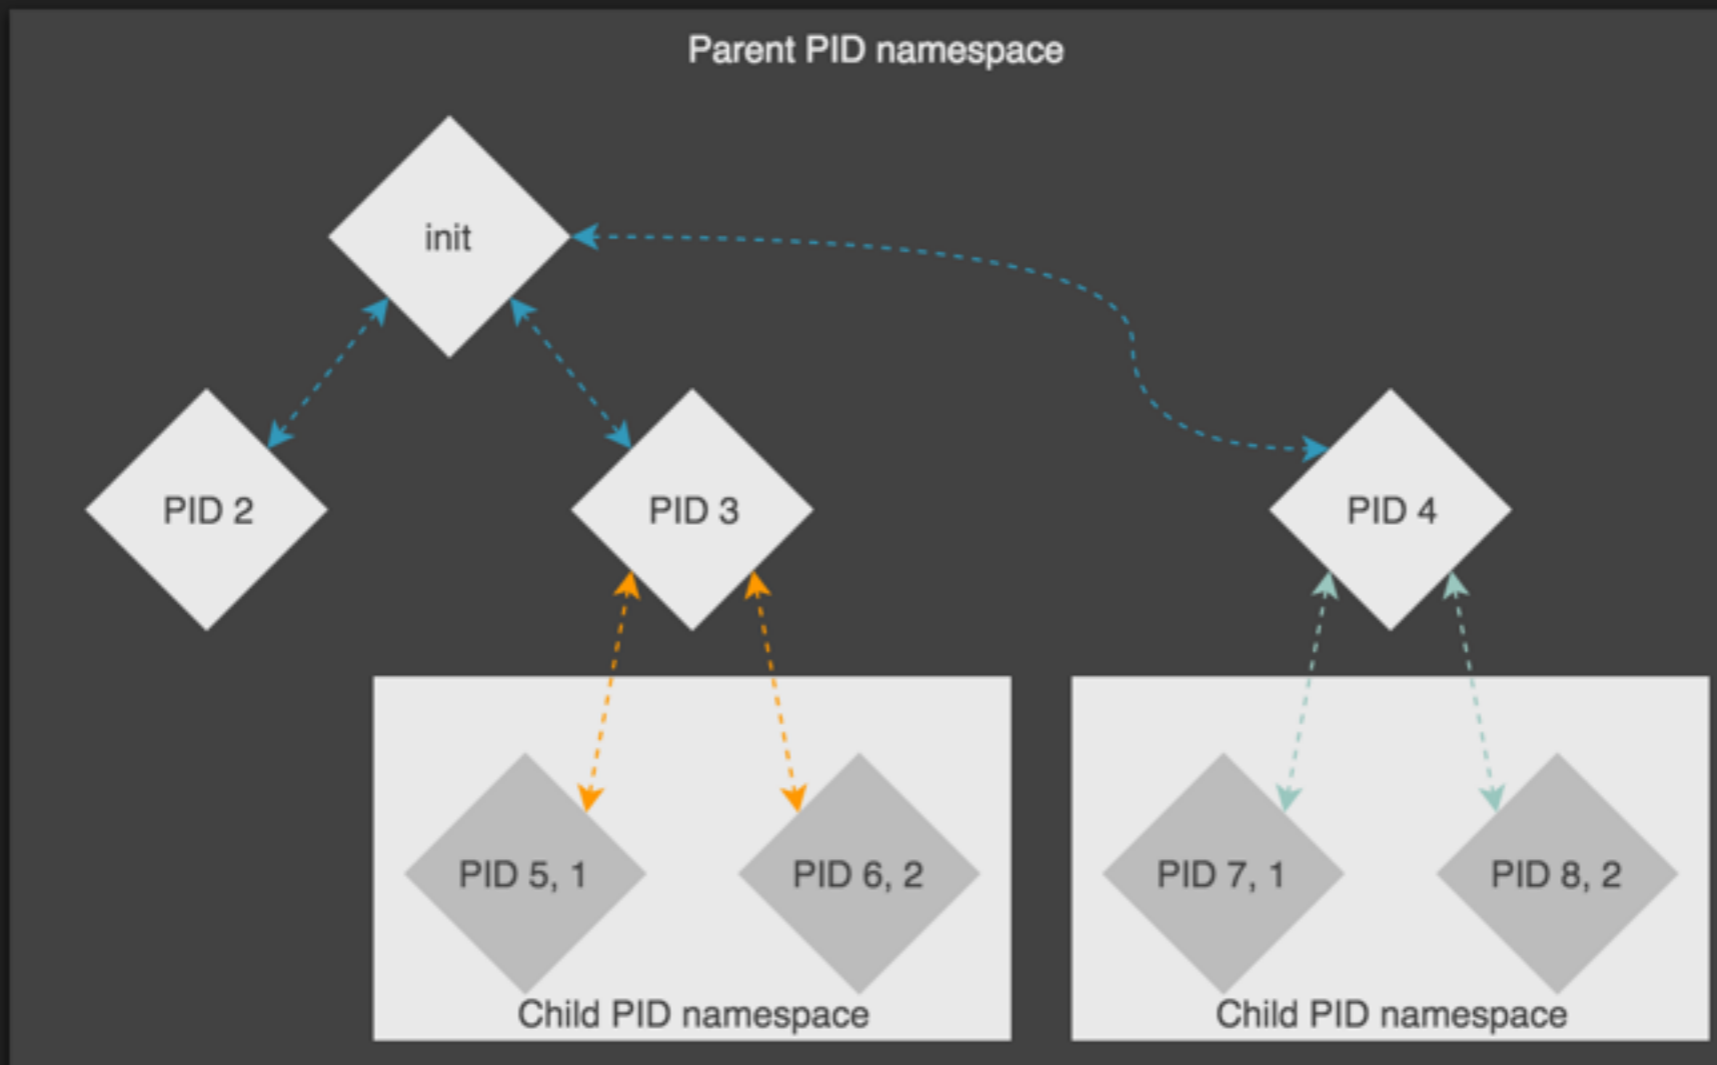 Parent PID namespace
init
PID 2
PID 3
PID 4
PID 5, 1
PID 6, 2
PID 7, 1
PID 8, 2
Child PID namespace
Child PID namespace